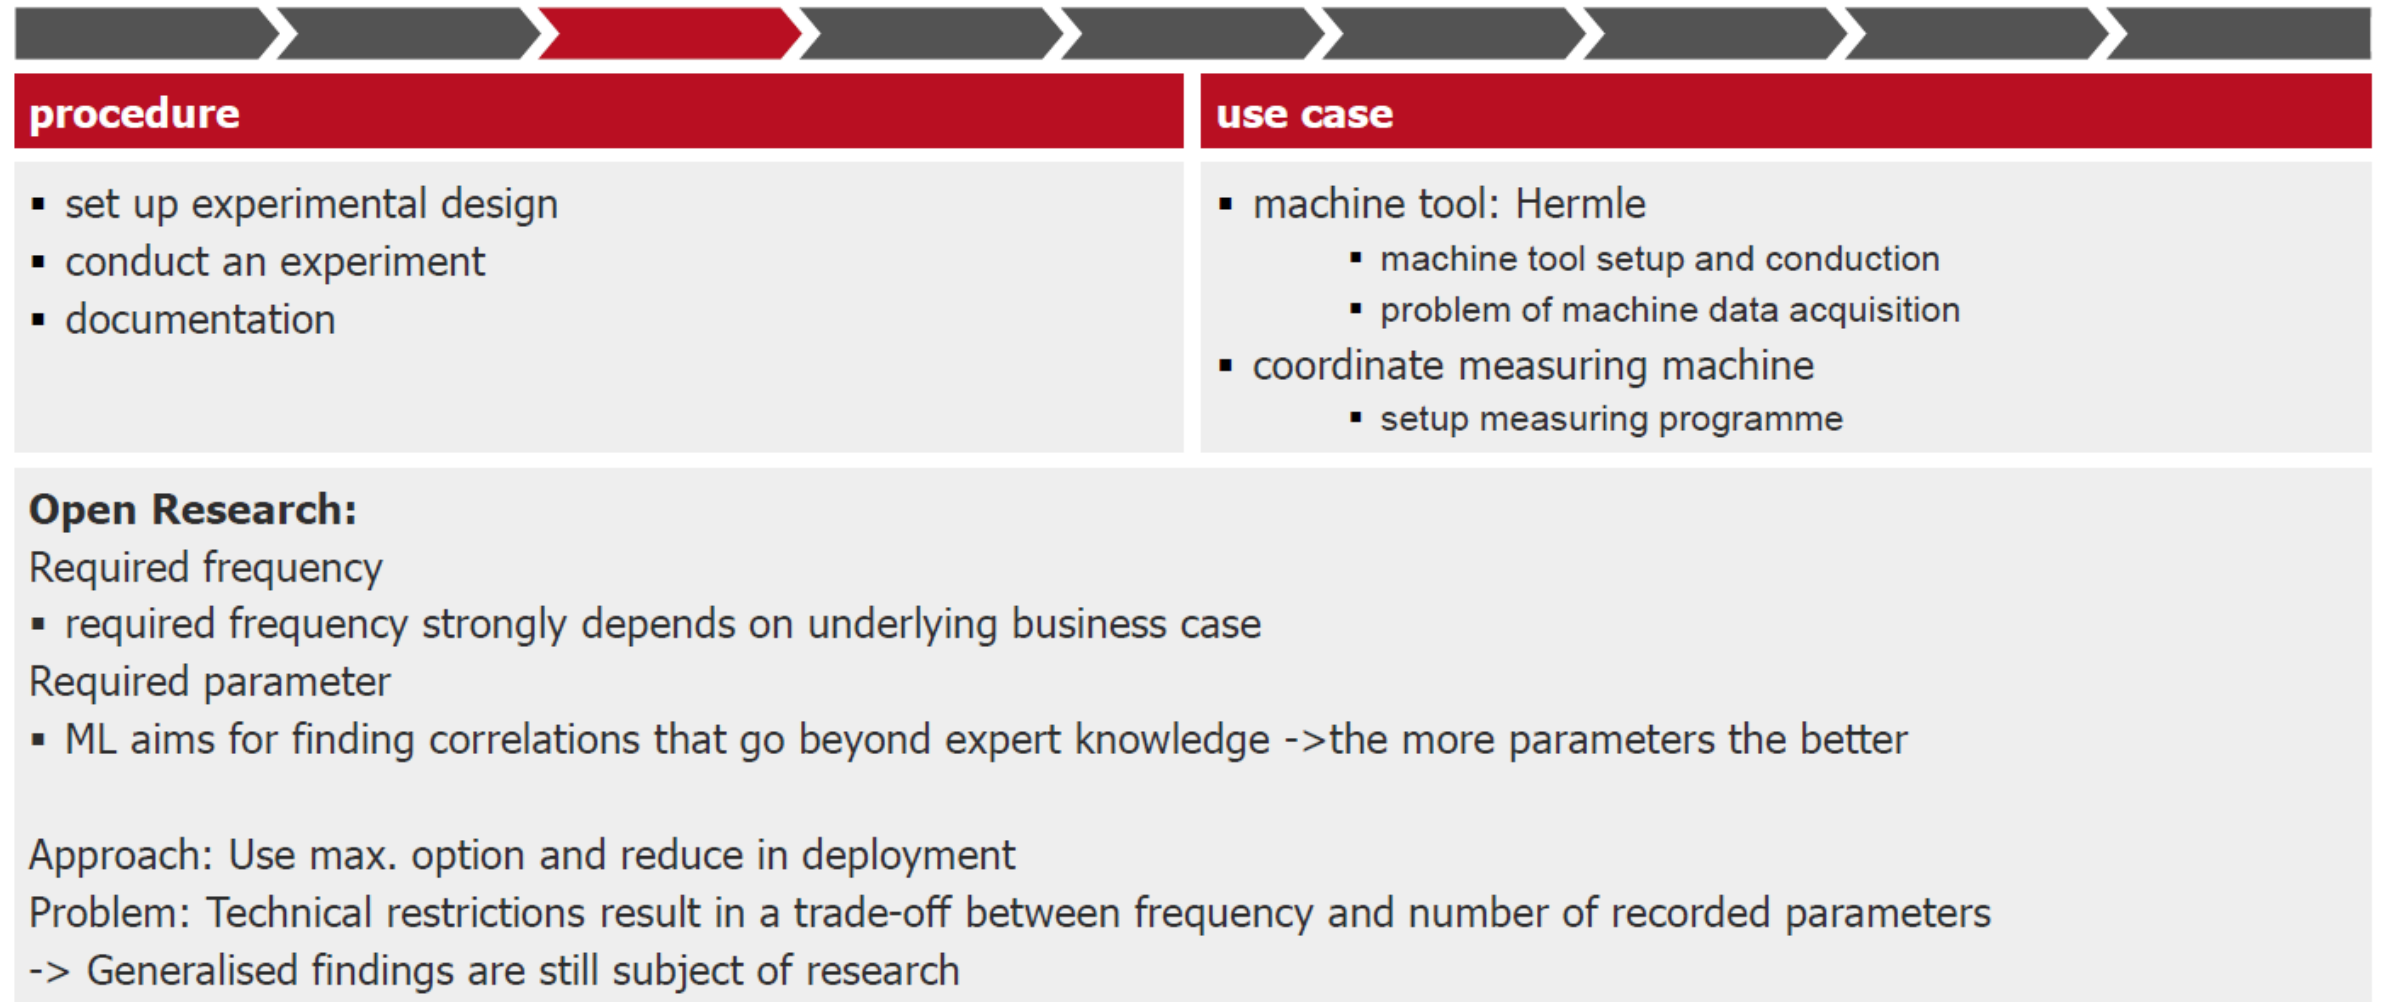 procedure
use case
▪ set up experimental design
▪ conduct an experiment
▪ documentation
▪ machine tool: Hermle
▪ machine tool setup and conduction
▪ problem of machine data acquisition
▪ coordinate measuring machine
▪ setup measuring programme
Open Research:
Required frequency
▪ required frequency strongly depends on underlying business case
Required parameter
▪ ML aims for finding correlations that go beyond expert knowledge ->the more parameters the better
Approach: Use max. option and reduce in deployment
Problem: Technical restrictions result in a trade-off between frequency and number of recorded parameters
-> Generalised findings are still subject of research